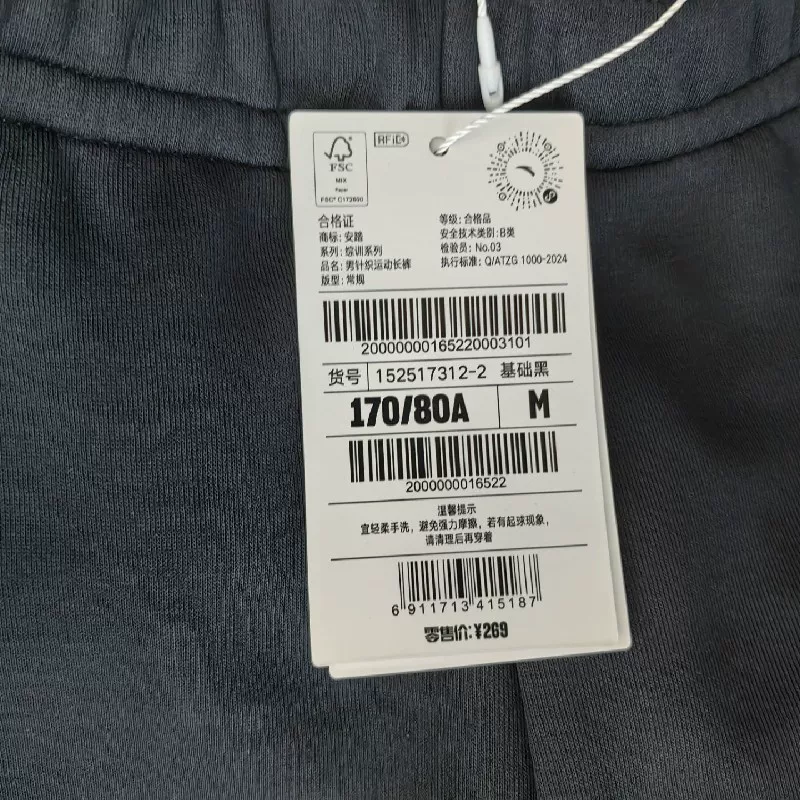 FSC
MIX
Paper
RFID
合格证
商标: 安踏
系列: 综训系列
品名: 男针织运动长裤
版型: 常规
等级: 合格品
安全技术类别: B类
检验员: No.03
执行标准: Q/ATZG 1000-2024
20000000165220003101
货号 152517312-2 基础黑
170/80A M
2000000016522
温馨提示
宜轻柔手洗，避免强力摩擦，若有起球现象，
请清理后再穿着
6 911713 415187
零售价:¥269